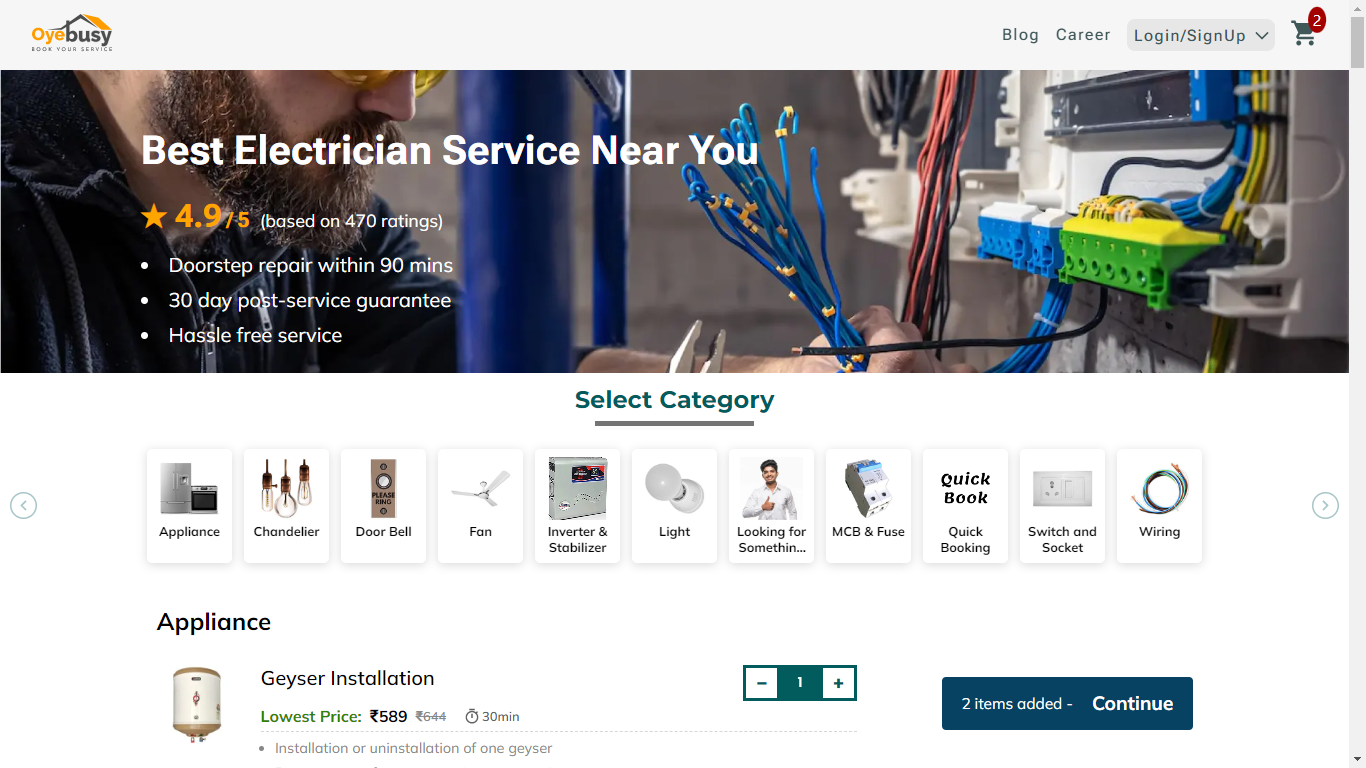 Oyebusy
BOOK YOUR SERVICE
Blog Career Login/SignUp 2
Best Electrician Service Near You
★ 4.9/5 (based on 470 ratings)
• Doorstep repair within 90 mins
• 30 day post-service guarantee
• Hassle free service
Select Category
PLEASE
RING
Quick
Book
Appliance
Chandelier
Door Bell
Fan
Inverter &
Stabilizer
Light
Looking for
Somethin...
MCB & Fuse
Quick
Booking
Switch and
Socket
Wiring
Appliance
Geyser Installation
− 1 +
Lowest Price: ₹589 ₹644 30min
2 items added - Continue
• Installation or uninstallation of one geyser